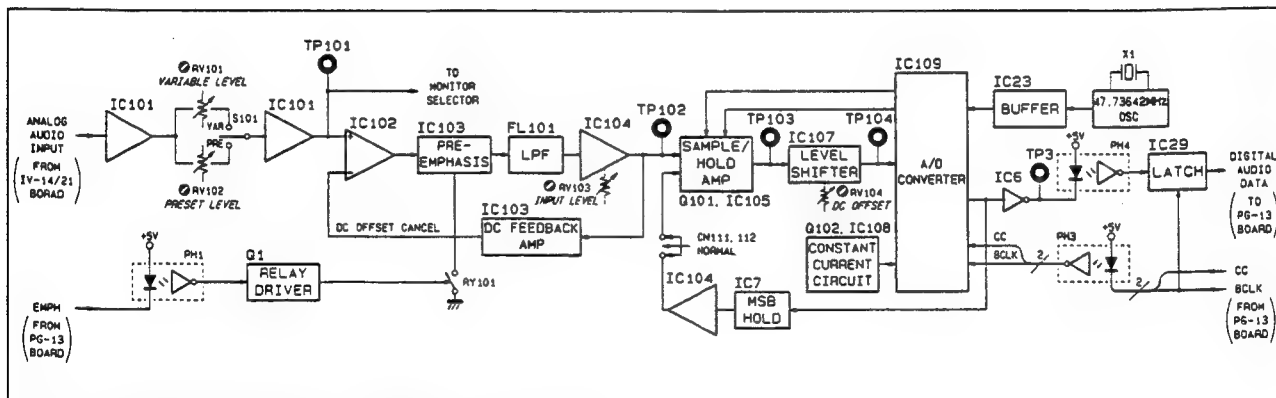 TP101
RV101
VARIABLE LEVEL
IC101
VAR
S101
PRE
RV102
PRESET LEVEL
ANALOG
AUDIO
INPUT
(FROM
IV-14/21
BORAD)
IC101
TO
MONITOR
SELECTOR
IC102
IC103
PRE-
EMPHASIS
FL101
LPF
IC104
RV103
INPUT LEVEL
TP102
SAMPLE/
HOLD
AMP
Q101, IC105
TP103
IC107
LEVEL
SHIFTER
RV104
DC OFFSET
TP104
IC109
A/D
CONVERTER
IC23
BUFFER
X1
47.73642MHz
OSC
+5V
PH4
TP3
IC6
IC29
LATCH
DIGITAL
AUDIO
DATA
(TO
PG-13
BOARD)
DC OFFSET CANCEL
IC103
DC FEEDBACK
AMP
CN111, 112
NORMAL
Q102, IC108
CONSTANT
CURRENT
CIRCUIT
CC
BCLK
2
PH3
+5V
2
CC
BCLK
(FROM
PG-13
BOARD)
+5V
PH1
Q1
RELAY
DRIVER
RY101
EMPH
(FROM
PG-13
BOARD)
IC104
IC7
MSB
HOLD